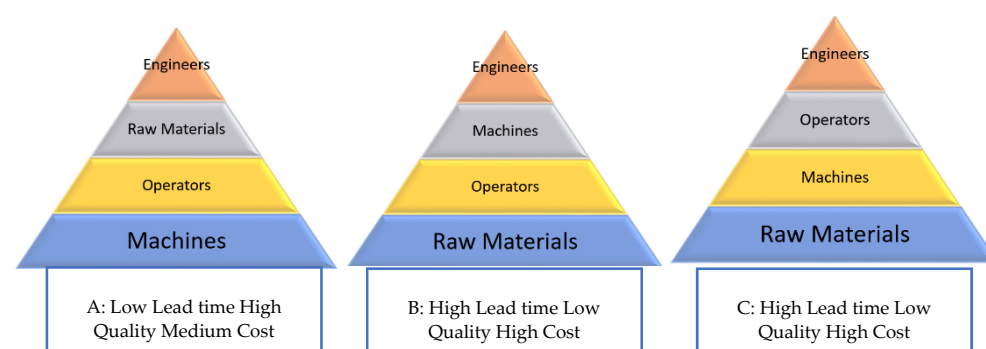 Engineers
Raw Materials
Operators
Machines
A: Low Lead time High
Quality Medium Cost
Engineers
Machines
Operators
Raw Materials
B: High Lead time Low
Quality High Cost
Engineers
Operators
Machines
Raw Materials
C: High Lead time Low
Quality High Cost